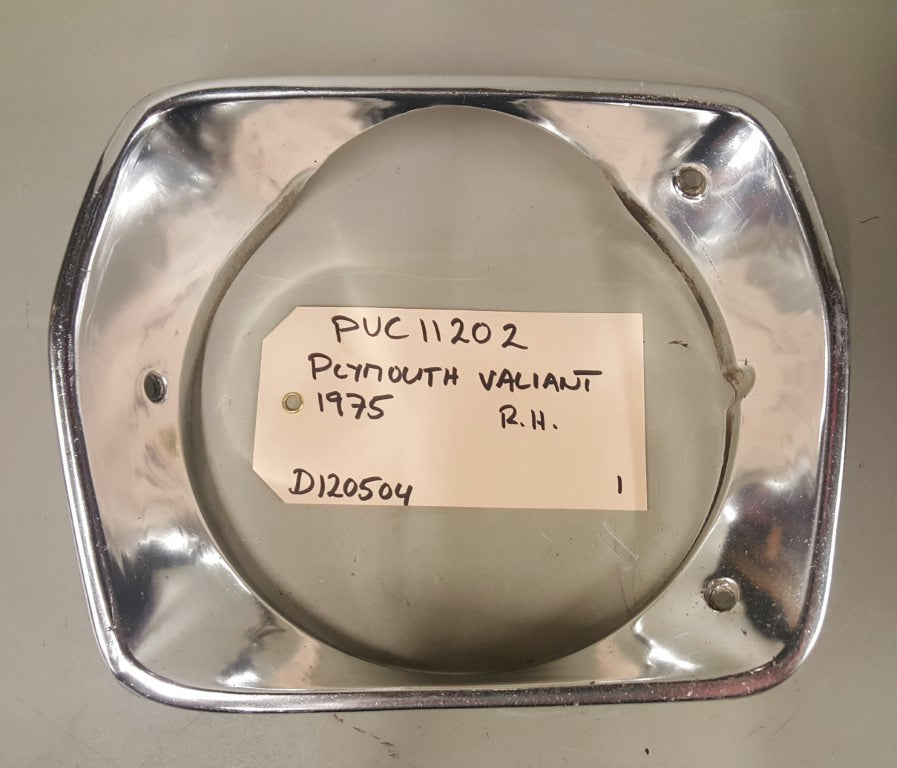 PUC11202
PLYMOUTH VALIANT
1975 R.H.
D120504 1